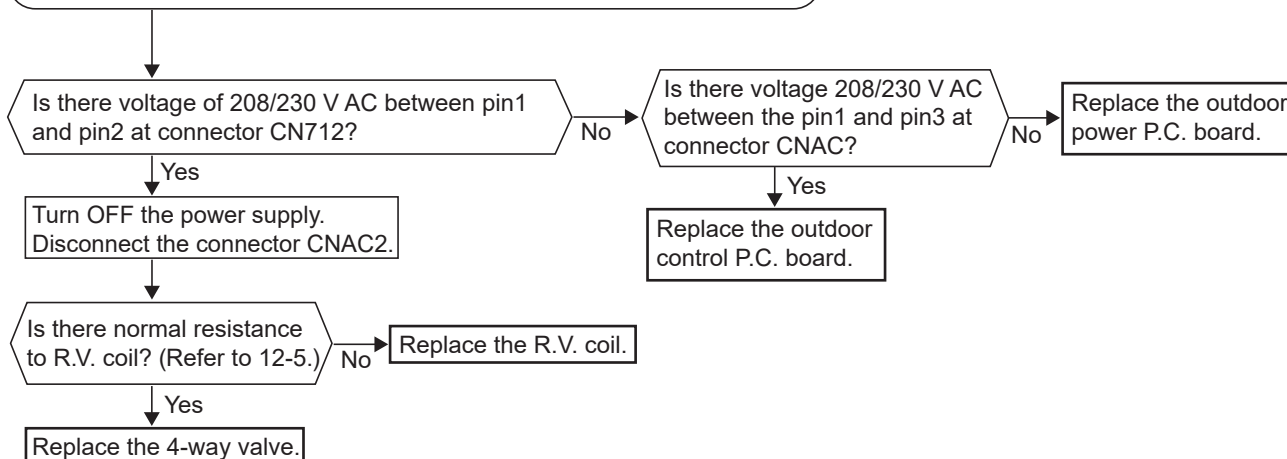 Is there voltage of 208/230 V AC between pin1
and pin2 at connector CN712?
No
Is there voltage 208/230 V AC
between the pin1 and pin3 at
connector CNAC?
No
Replace the outdoor
power P.C. board.
Yes
Replace the outdoor
control P.C. board.
Yes
Turn OFF the power supply.
Disconnect the connector CNAC2.
Is there normal resistance
to R.V. coil? (Refer to 12-5.)
No
Replace the R.V. coil.
Yes
Replace the 4-way valve.